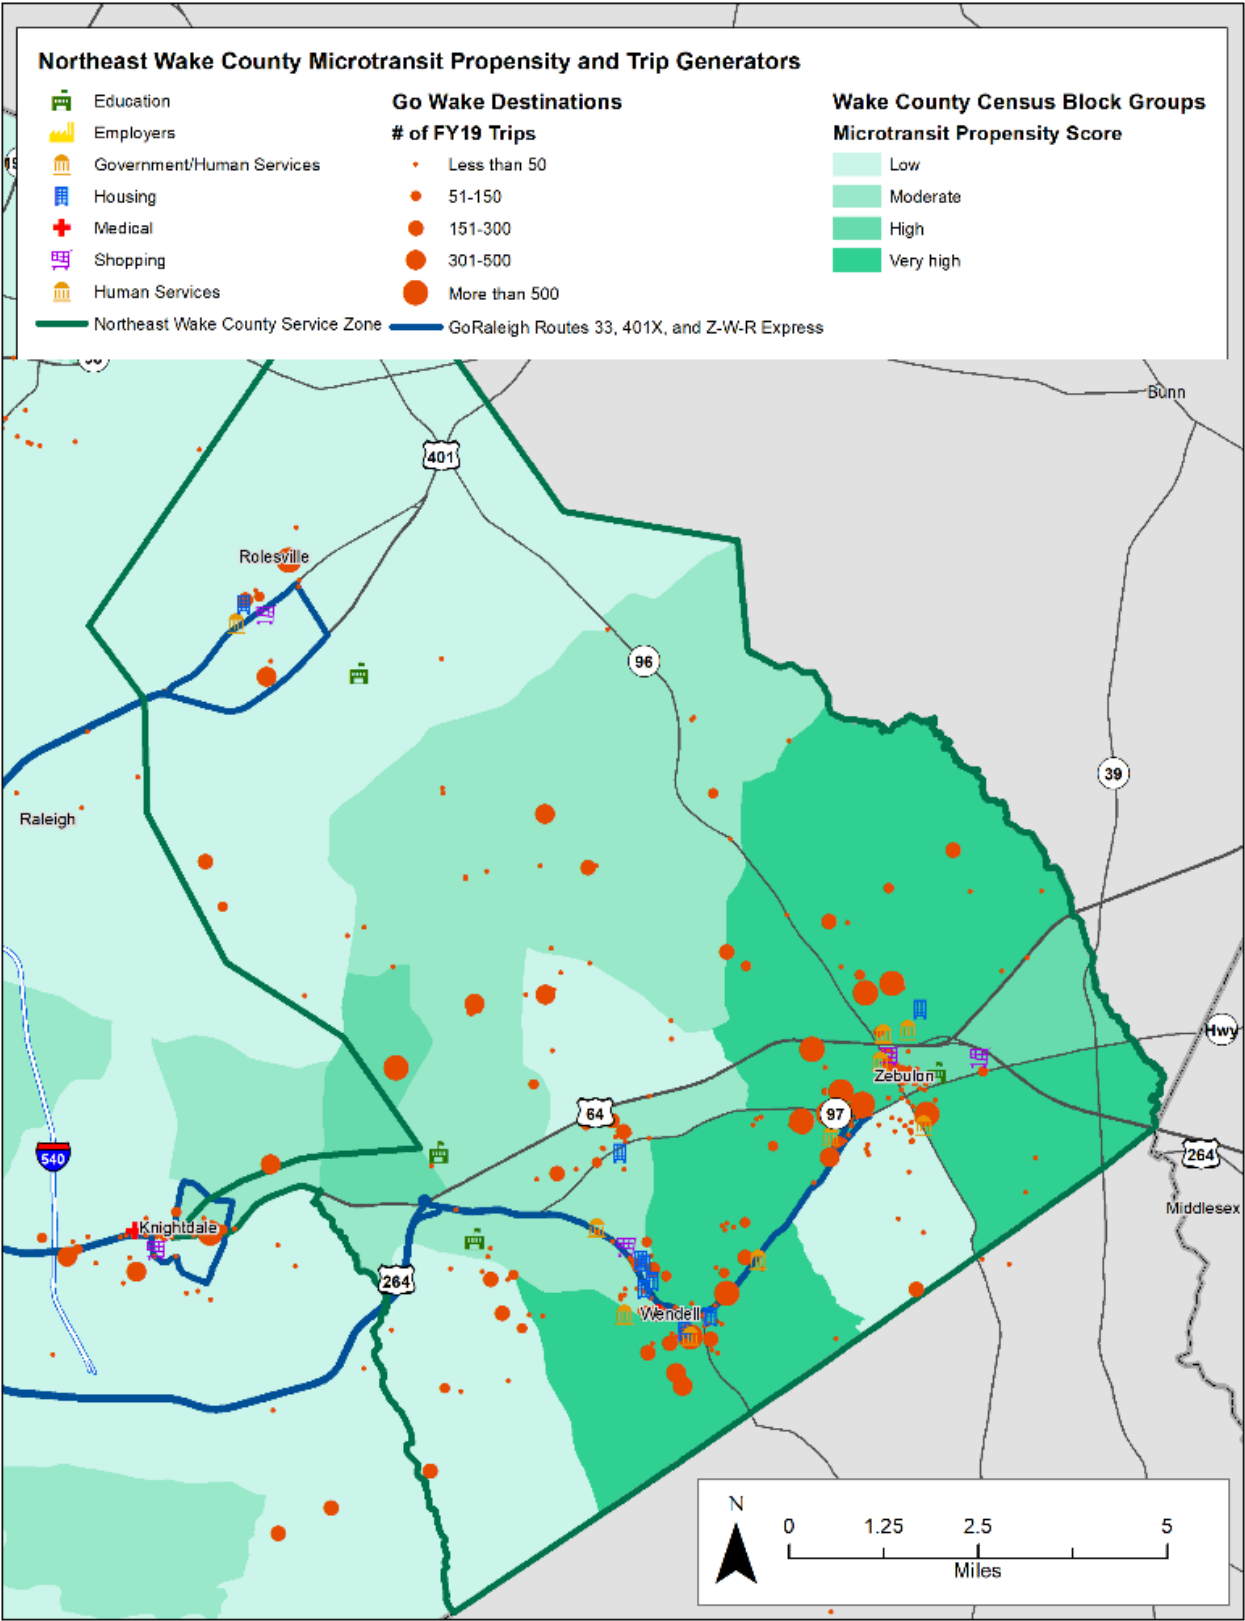 Northeast Wake County Microtransit Propensity and Trip Generators
Education
Employers
Government/Human Services
Housing
Medical
Shopping
Human Services
Northeast Wake County Service Zone
Go Wake Destinations
# of FY19 Trips
Less than 50
51-150
151-300
301-500
More than 500
GoRaleigh Routes 33, 401X, and Z-W-R Express
Wake County Census Block Groups
Microtransit Propensity Score
Low
Moderate
High
Very high
Bunn
401
Rolesville
96
39
Raleigh
Hwy
Zebulon
64
97
540
264
Middlesex
Knightdale
264
Wendell
N
0 1.25 2.5 5
Miles